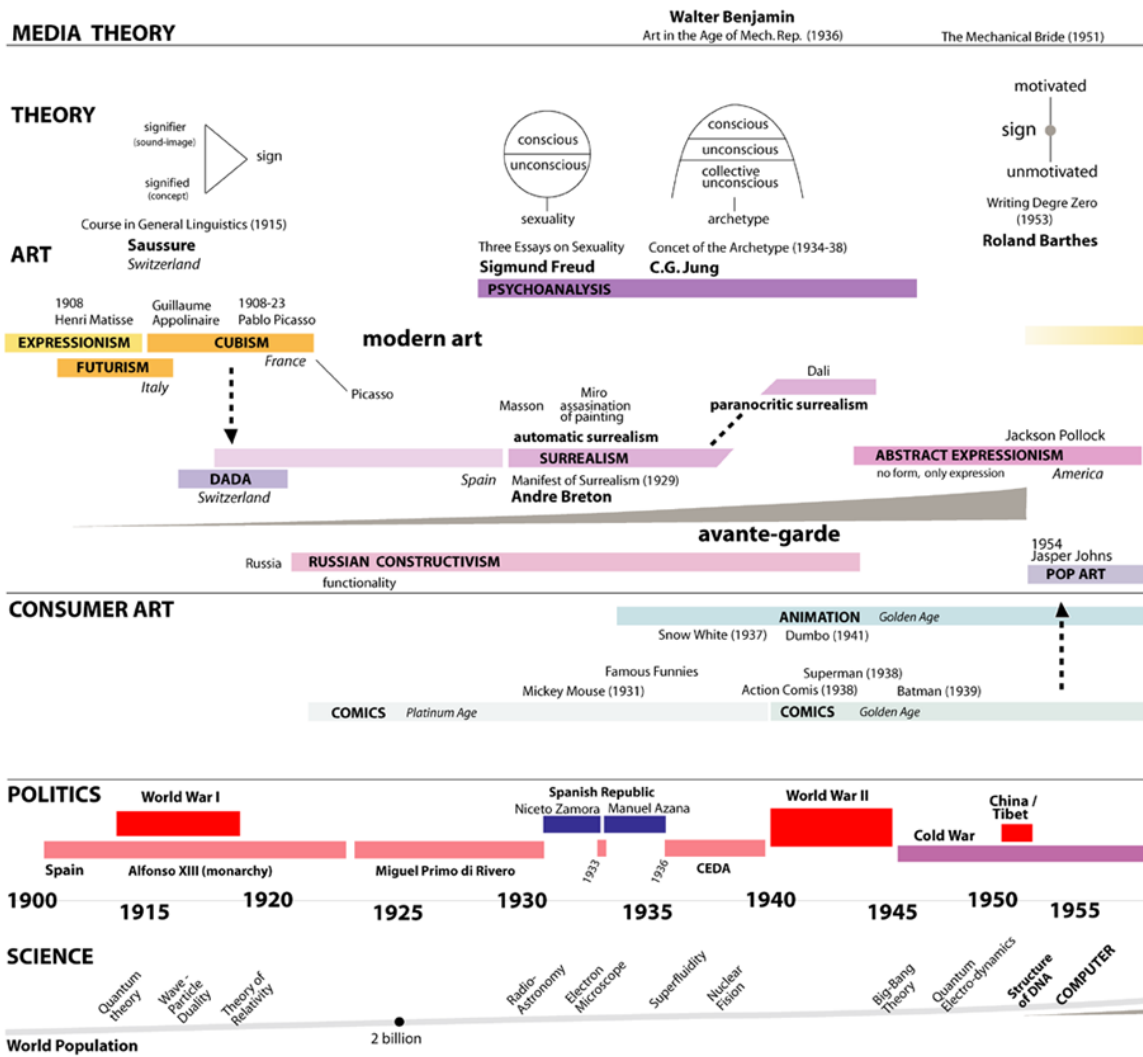 MEDIA THEORY
Walter Benjamin
Art in the Age of Mech. Rep. (1936)
The Mechanical Bride (1951)
THEORY
signifier
(sound-image)
sign
signified
(concept)
Course in General Linguistics (1915)
Saussure
Switzerland
conscious
unconscious
sexuality
Three Essays on Sexuality
Sigmund Freud
conscious
unconscious
collective
unconscious
archetype
Concet of the Archetype (1934-38)
C.G. Jung
motivated
sign
unmotivated
Writing Degre Zero
(1953)
Roland Barthes
ART
PSYCHOANALYSIS
1908
Henri Matisse
Guillaume
Appolinaire
1908-23
Pablo Picasso
EXPRESSIONISM
CUBISM
modern art
FUTURISM
France
Italy
Picasso
Dali
paranocritic surrealism
Masson
Miro
assasination
of painting
automatic surrealism
SURREALISM
Spain
Manifest of Surrealism (1929)
Andre Breton
DADA
Switzerland
Jackson Pollock
ABSTRACT EXPRESSIONISM
no form, only expression
America
avante-garde
Russia
RUSSIAN CONSTRUCTIVISM
functionality
1954
Jasper Johns
POP ART
CONSUMER ART
ANIMATION Golden Age
Snow White (1937)
Dumbo (1941)
Famous Funnies
Superman (1938)
Mickey Mouse (1931)
Action Comis (1938)
Batman (1939)
COMICS Platinum Age
COMICS Golden Age
POLITICS
World War I
Spanish Republic
Niceto Zamora
Manuel Azana
World War II
China /
Tibet
Cold War
Spain
Alfonso XIII (monarchy)
Miguel Primo di Rivero
1933
1936
CEDA
1900
1915
1920
1925
1930
1935
1940
1945
1950
1955
SCIENCE
Quantum
theory
Wave -
Particle
Duality
Theory of
Relativity
Radio-
Astronomy
Electron
Microscope
Superfluidity
Nuclear
Fision
Big-Bang
Theory
Quantum
Electro-dynamics
Structure
of DNA
COMPUTER
2 billion
World Population